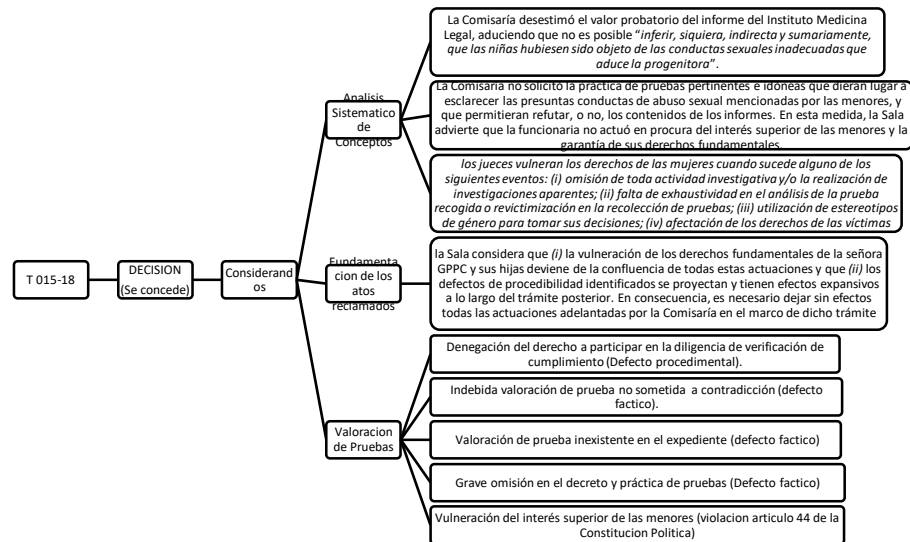 La Comisaría desestimó el valor probatorio del informe del Instituto Medicina
Legal, aduciendo que no es posible “inferir, siquiera, indirecta y sumariamente,
que las niñas hubiesen sido objeto de las conductas sexuales inadecuadas que
aduce la progenitora”.
Analisis
Sistematico
de
Conceptos
La Comisaría no solicitó la práctica de pruebas pertinentes e idóneas que dieran lugar a
esclarecer las presuntas conductas de abuso sexual mencionadas por las menores, y
que permitieran refutar, o no, los contenidos de los informes. En esta medida, la Sala
advierte que la funcionaria no actuó en procura del interés superior de las menores y la
garantía de sus derechos fundamentales.
los jueces vulneran los derechos de las mujeres cuando sucede alguno de los
siguientes eventos: (i) omisión de toda actividad investigativa y/o la realización de
investigaciones aparentes; (ii) falta de exhaustividad en el análisis de la prueba
recogida o revictimización en la recolección de pruebas; (iii) utilización de estereotipos
de género para tomar sus decisiones; (iv) afectación de los derechos de las víctimas
T 015-18
DECISION
(Se concede)
Considerand
os
Fundamenta
cion de los
atos
reclamados
la Sala considera que (i) la vulneración de los derechos fundamentales de la señora
GPPC y sus hijas deviene de la confluencia de todas estas actuaciones y que (ii) los
defectos de procedibilidad identificados se proyectan y tienen efectos expansivos
a lo largo del trámite posterior. En consecuencia, es necesario dejar sin efectos
todas las actuaciones adelantadas por la Comisaría en el marco de dicho trámite
Valoracion
de Pruebas
Denegación del derecho a participar en la diligencia de verificación de
cumplimiento (Defecto procedimental).
Indebida valoración de prueba no sometida a contradicción (defecto
factico).
Valoración de prueba inexistente en el expediente (defecto factico)
Grave omisión en el decreto y práctica de pruebas (Defecto factico)
Vulneración del interés superior de las menores (violacion articulo 44 de la
Constitucion Politica)